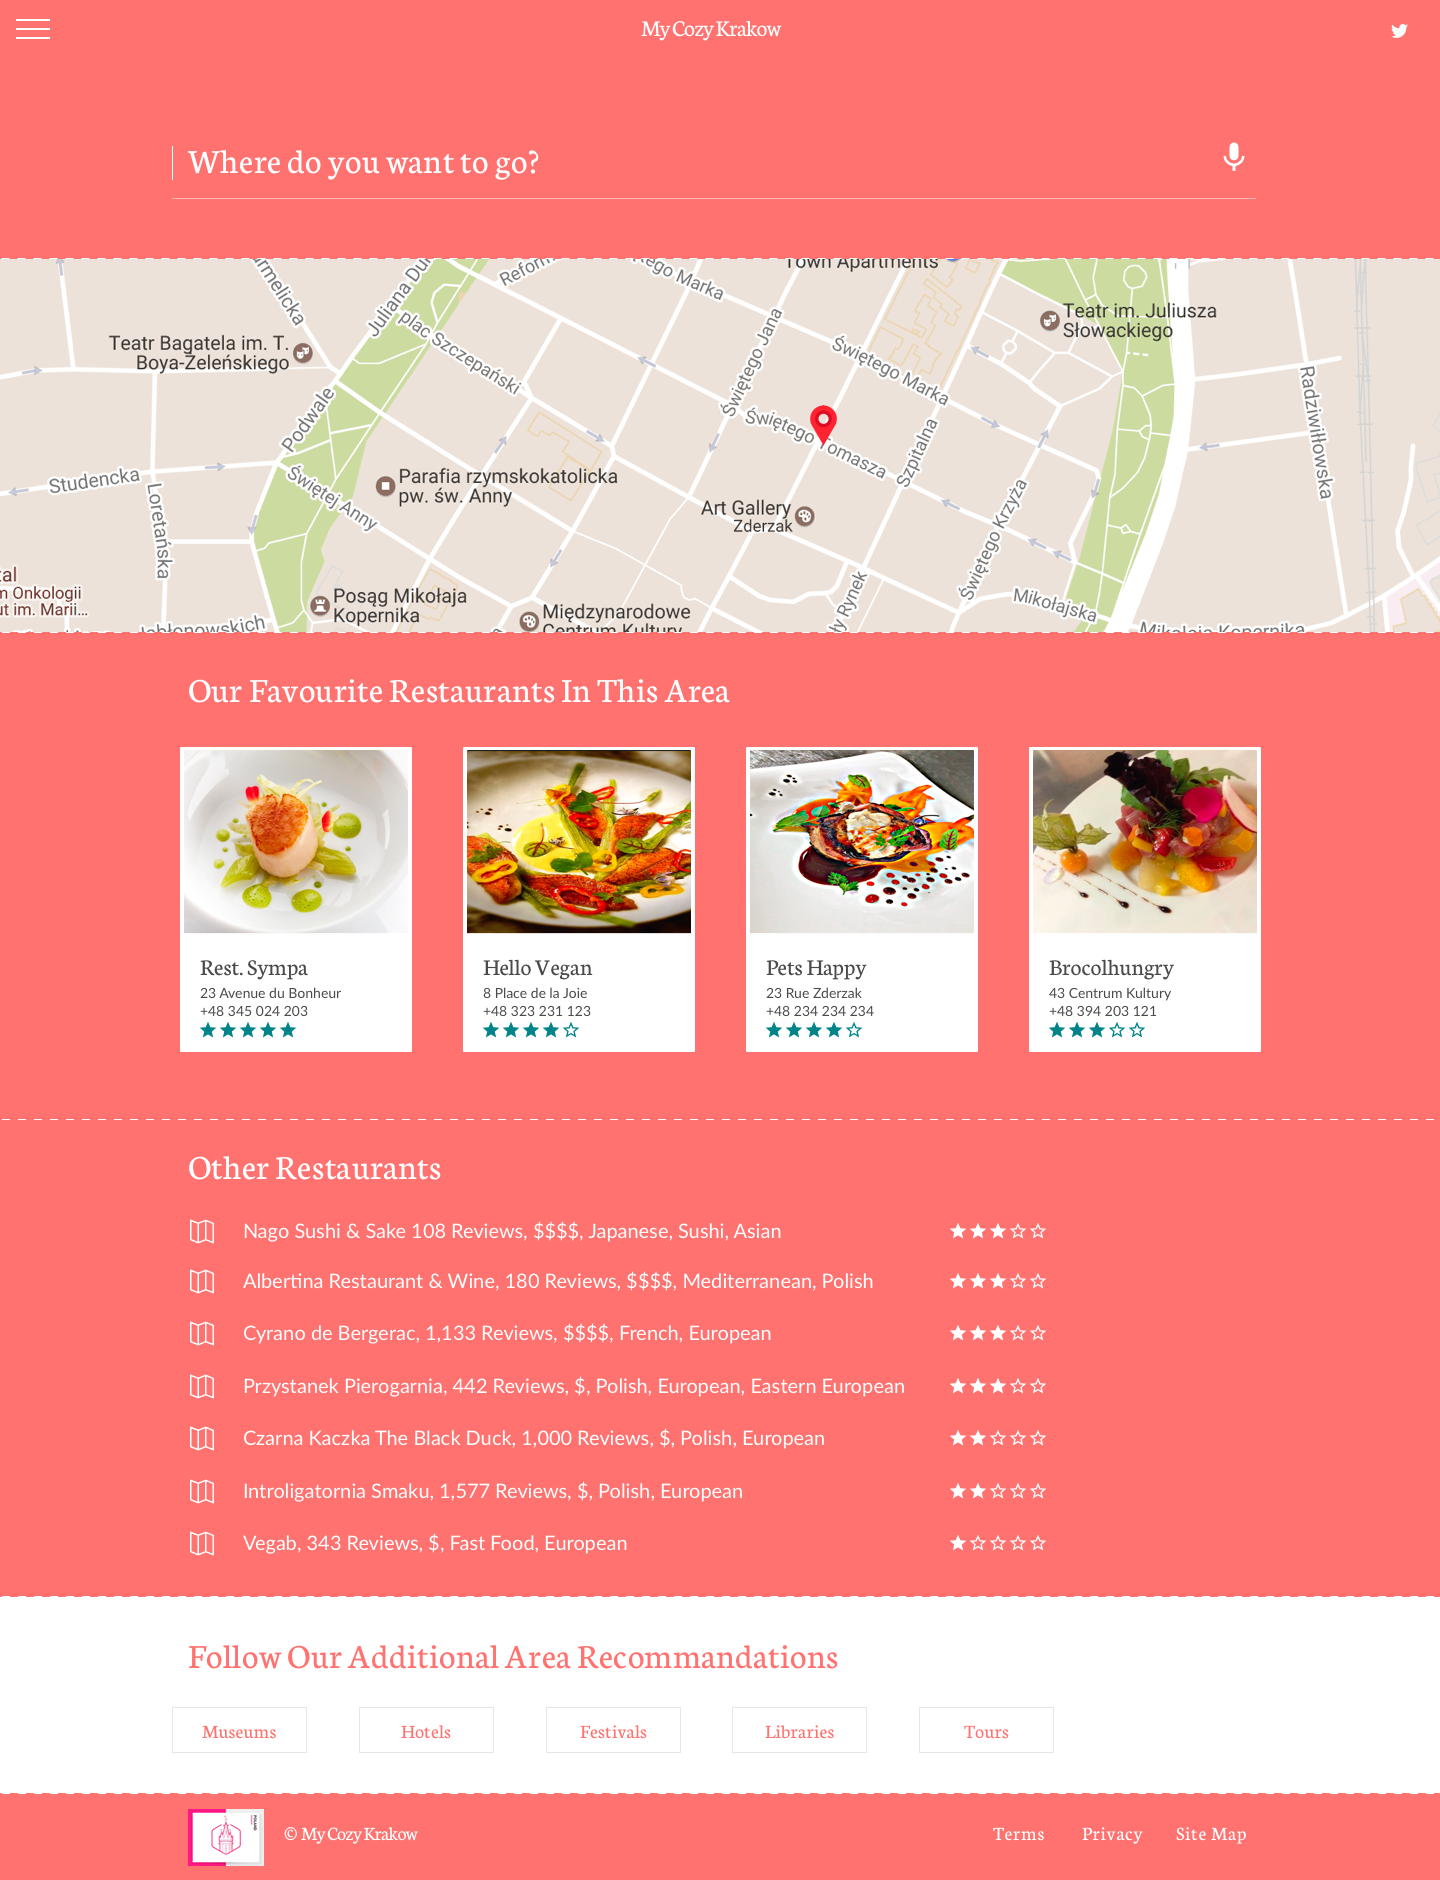 My Cozy Krakow
Where do you want to go?
Town Apartments
Reform
Juliana Du
plac Szczepański
Marka
Świętego Jana
Świętego Marka
Teatr im. Juliusza
Słowackiego
Teatr Bagatela im. T.
Boya-Zeleńskiego
Podwale
Świętego Tomasza
Szpitalna
Radziwiłłowska
Studencka
Loretańska
Świętej Anny
Parafia rzymskokatolicka
pw. św. Anny
Art Gallery
Zderzak
Świętego Krzyża
m Onkologii
ut im. Marii...
Posąg Mikołaja
Kopernika
Międzynarodowe
Centrum Kultury
Rynek
Mikołajska
Mikołaja Kopernika
Jabłonowskich
Our Favourite Restaurants In This Area
Rest. Sympa
23 Avenue du Bonheur
+48 345 024 203
Hello Vegan
8 Place de la Joie
+48 323 231 123
Pets Happy
23 Rue Zderzak
+48 234 234 234
Brocolhungry
43 Centrum Kultury
+48 394 203 121
Other Restaurants
Nago Sushi & Sake 108 Reviews, $$$$, Japanese, Sushi, Asian
Albertina Restaurant & Wine, 180 Reviews, $$$$, Mediterranean, Polish
Cyrano de Bergerac, 1,133 Reviews, $$$$, French, European
Przystanek Pierogarnia, 442 Reviews, $, Polish, European, Eastern European
Czarna Kaczka The Black Duck, 1,000 Reviews, $, Polish, European
Introligatornia Smaku, 1,577 Reviews, $, Polish, European
Vegab, 343 Reviews, $, Fast Food, European
Follow Our Additional Area Recommandations
Museums
Hotels
Festivals
Libraries
Tours
POLAND
© My Cozy Krakow
Terms
Privacy
Site Map